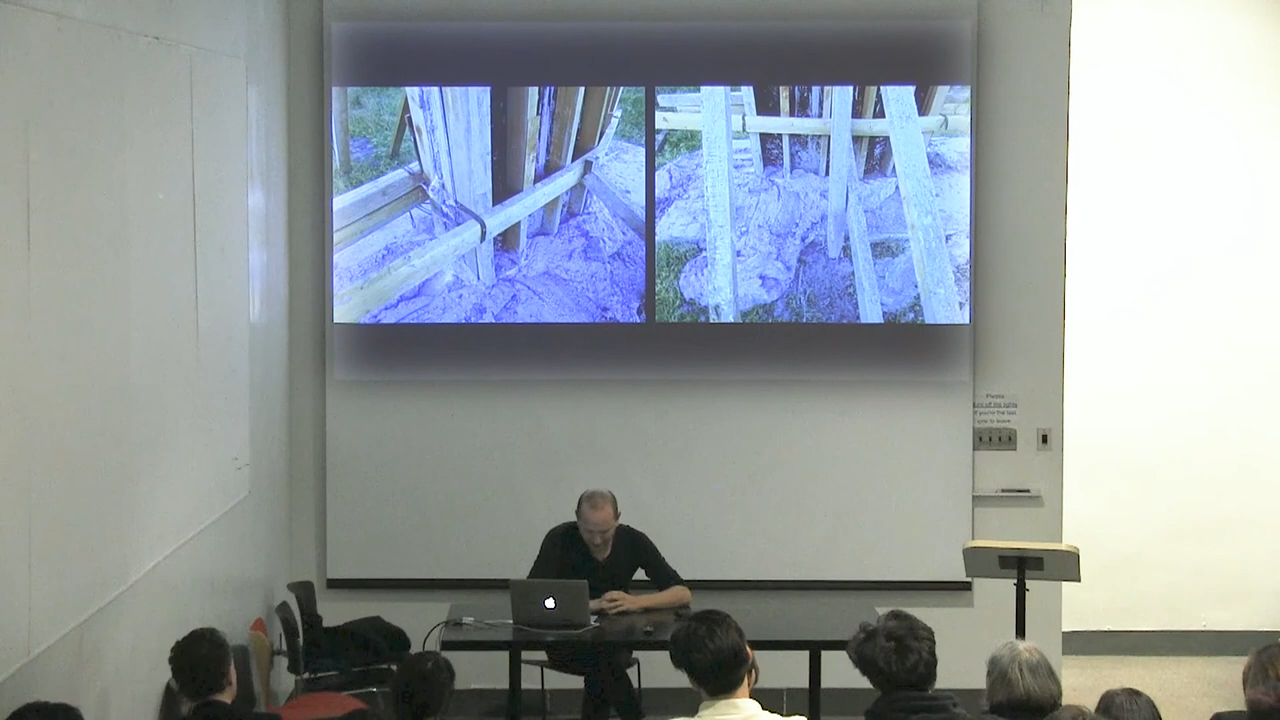 Please
turn off the lights
if you're the last
one to leave.